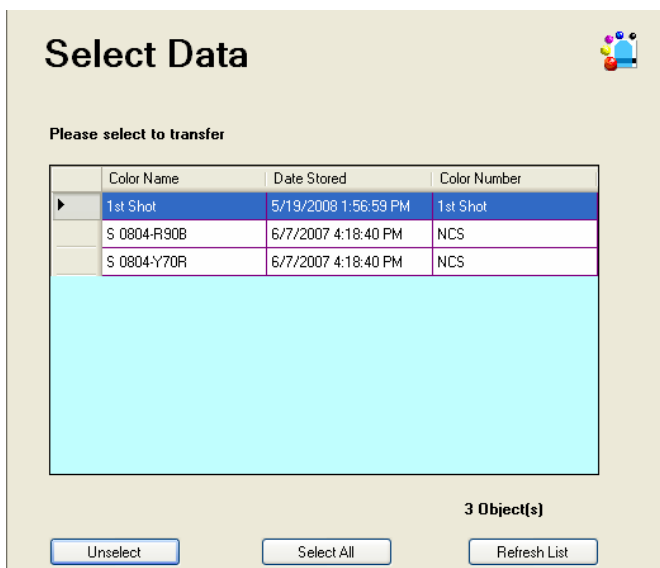 Select Data
Please select to transfer
Color Name Date Stored Color Number
1st Shot 5/19/2008 1:56:59 PM 1st Shot
S 0804-R90B 6/7/2007 4:18:40 PM NCS
S 0804-Y70R 6/7/2007 4:18:40 PM NCS
3 Object(s)
Unselect Select All Refresh List